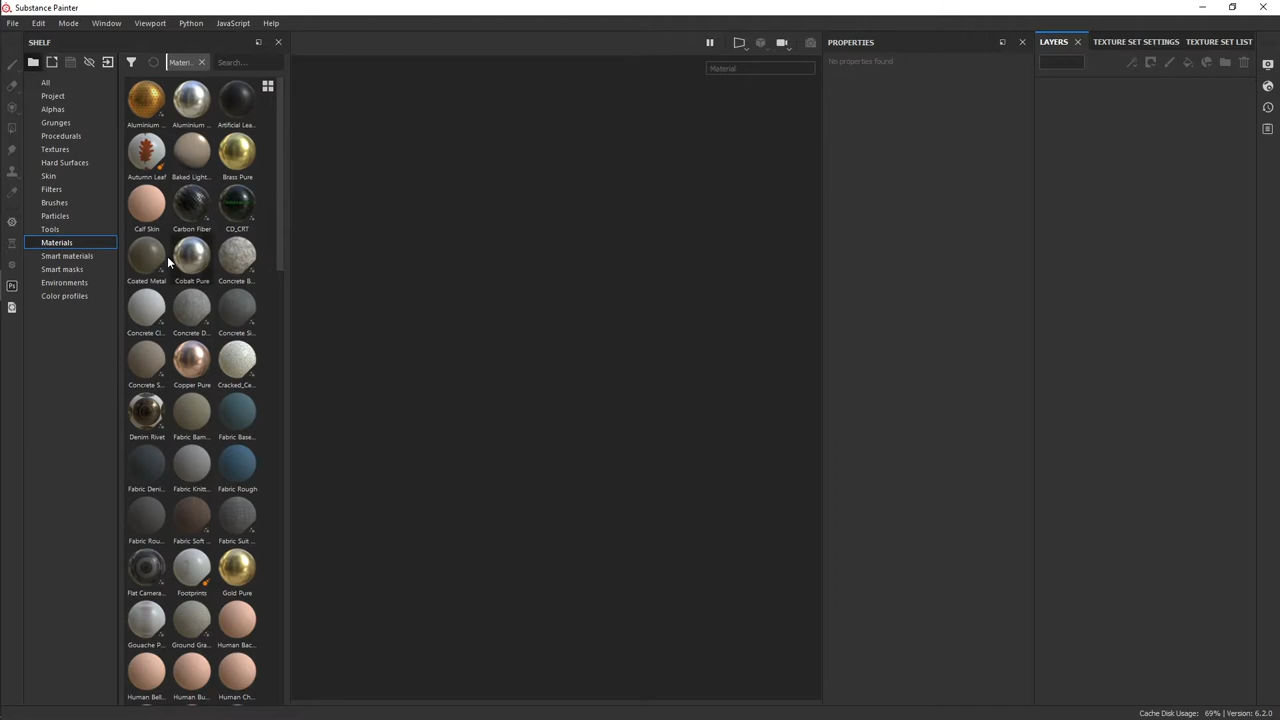 Substance Painter
File Edit Mode Window Viewport Python JavaScript Help
SHELF
PROPERTIES
LAYERS
TEXTURE SET SETTINGS
TEXTURE SET LIST
Materi...
Search...
Material
No properties found
All
Project
Alphas
Grunges
Procedurals
Textures
Hard Surfaces
Skin
Filters
Brushes
Particles
Tools
Materials
Smart materials
Smart masks
Environments
Color profiles
Aluminium ... Aluminium ... Artificial Lea...
Autumn Leaf Baked Light... Brass Pure
Calf Skin Carbon Fiber CD_CRT
Coated Metal Cobalt Pure Concrete B...
Concrete Cl... Concrete D... Concrete Si...
Concrete S... Copper Pure Cracked_Ce...
Denim Rivet Fabric Bam... Fabric Base...
Fabric Deni... Fabric Knitt... Fabric Rough
Fabric Rou... Fabric Soft ... Fabric Suit ...
Flat Camera... Footprints Gold Pure
Gouache P... Ground Gra... Human Bac...
Human Bell... Human Bu... Human Ch...
Cache Disk Usage: 69% | Version: 6.2.0